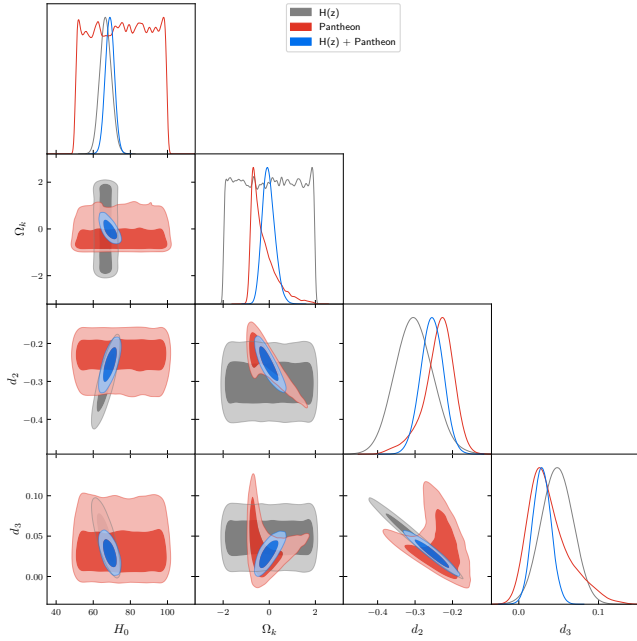 H(z)
Pantheon
H(z) + Pantheon
2
0
−2
Ω_k
−0.2
−0.3
−0.4
d_2
0.10
0.05
0.00
d_3
40 60 80 100
−2 0 2
−0.4 −0.3 −0.2
0.0 0.1
H_0 Ω_k d_2 d_3